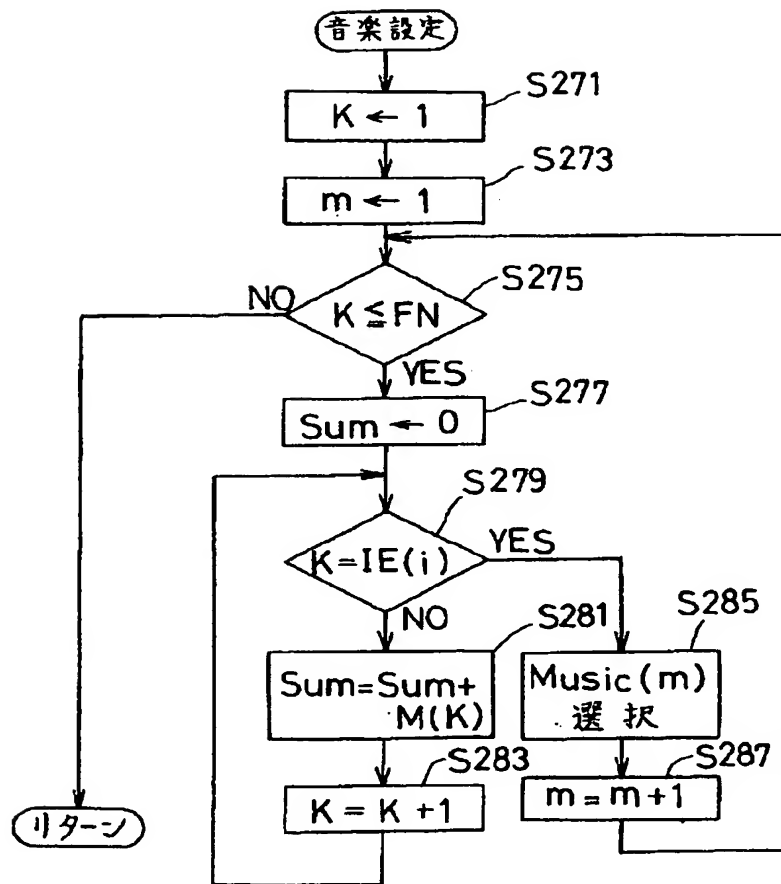 音楽設定
S271
K ← 1
S273
m ← 1
S275
NO
K ≦ FN
YES
S277
Sum ← 0
S279
K=IE(i)
YES
NO
S281
Sum=Sum+
M(K)
S285
Music(m)
選択
S283
K = K +1
S287
m=m+1
リターン